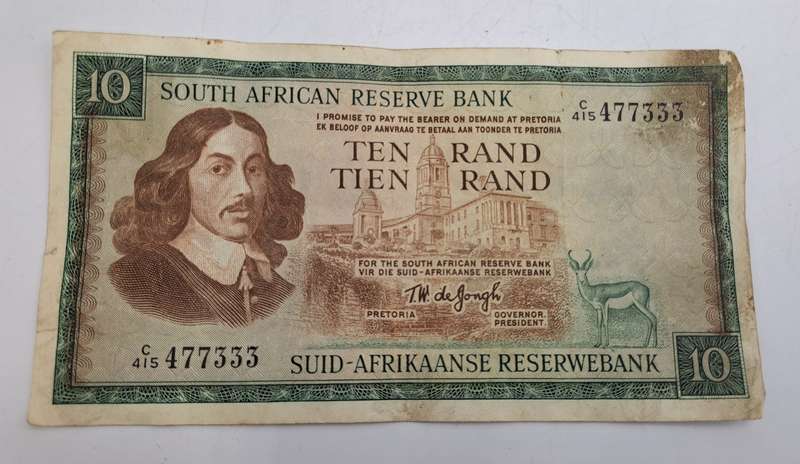 10
SOUTH AFRICAN RESERVE BANK
I PROMISE TO PAY THE BEARER ON DEMAND AT PRETORIA
EK BELOOF OP AANVRAAG TE BETAAL AAN TOONDER TE PRETORIA
C/415 477333
TEN RAND
TIEN RAND
FOR THE SOUTH AFRICAN RESERVE BANK
VIR DIE SUID-AFRIKAANSE RESERWEBANK
T.W. de Jongh
PRETORIA GOVERNOR.
PRESIDENT.
C/415 477333
SUID-AFRIKAANSE RESERWEBANK
10